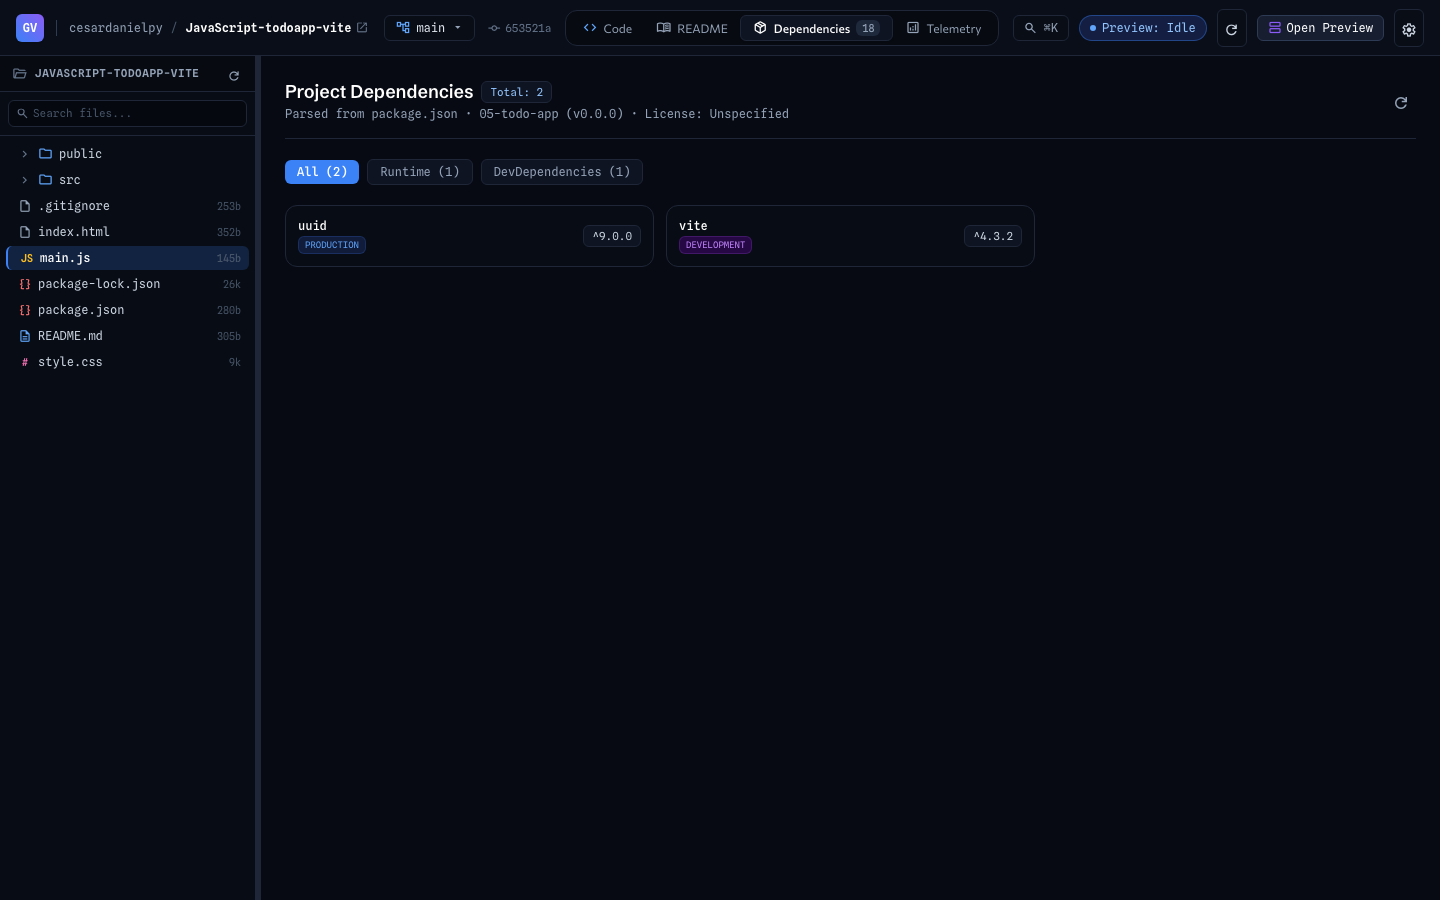 GV cesardanielpy / JavaScript-todoapp-vite main 653521a Code README Dependencies 18 Telemetry ⌘K Preview: Idle Open Preview
JAVASCRIPT-TODOAPP-VITE
Search files...
public
src
.gitignore 253b
index.html 352b
JS main.js 145b
{} package-lock.json 26k
{} package.json 280b
README.md 305b
# style.css 9k
Project Dependencies Total: 2
Parsed from package.json • 05-todo-app (v0.0.0) • License: Unspecified
All (2) Runtime (1) DevDependencies (1)
uuid
PRODUCTION
^9.0.0
vite
DEVELOPMENT
^4.3.2